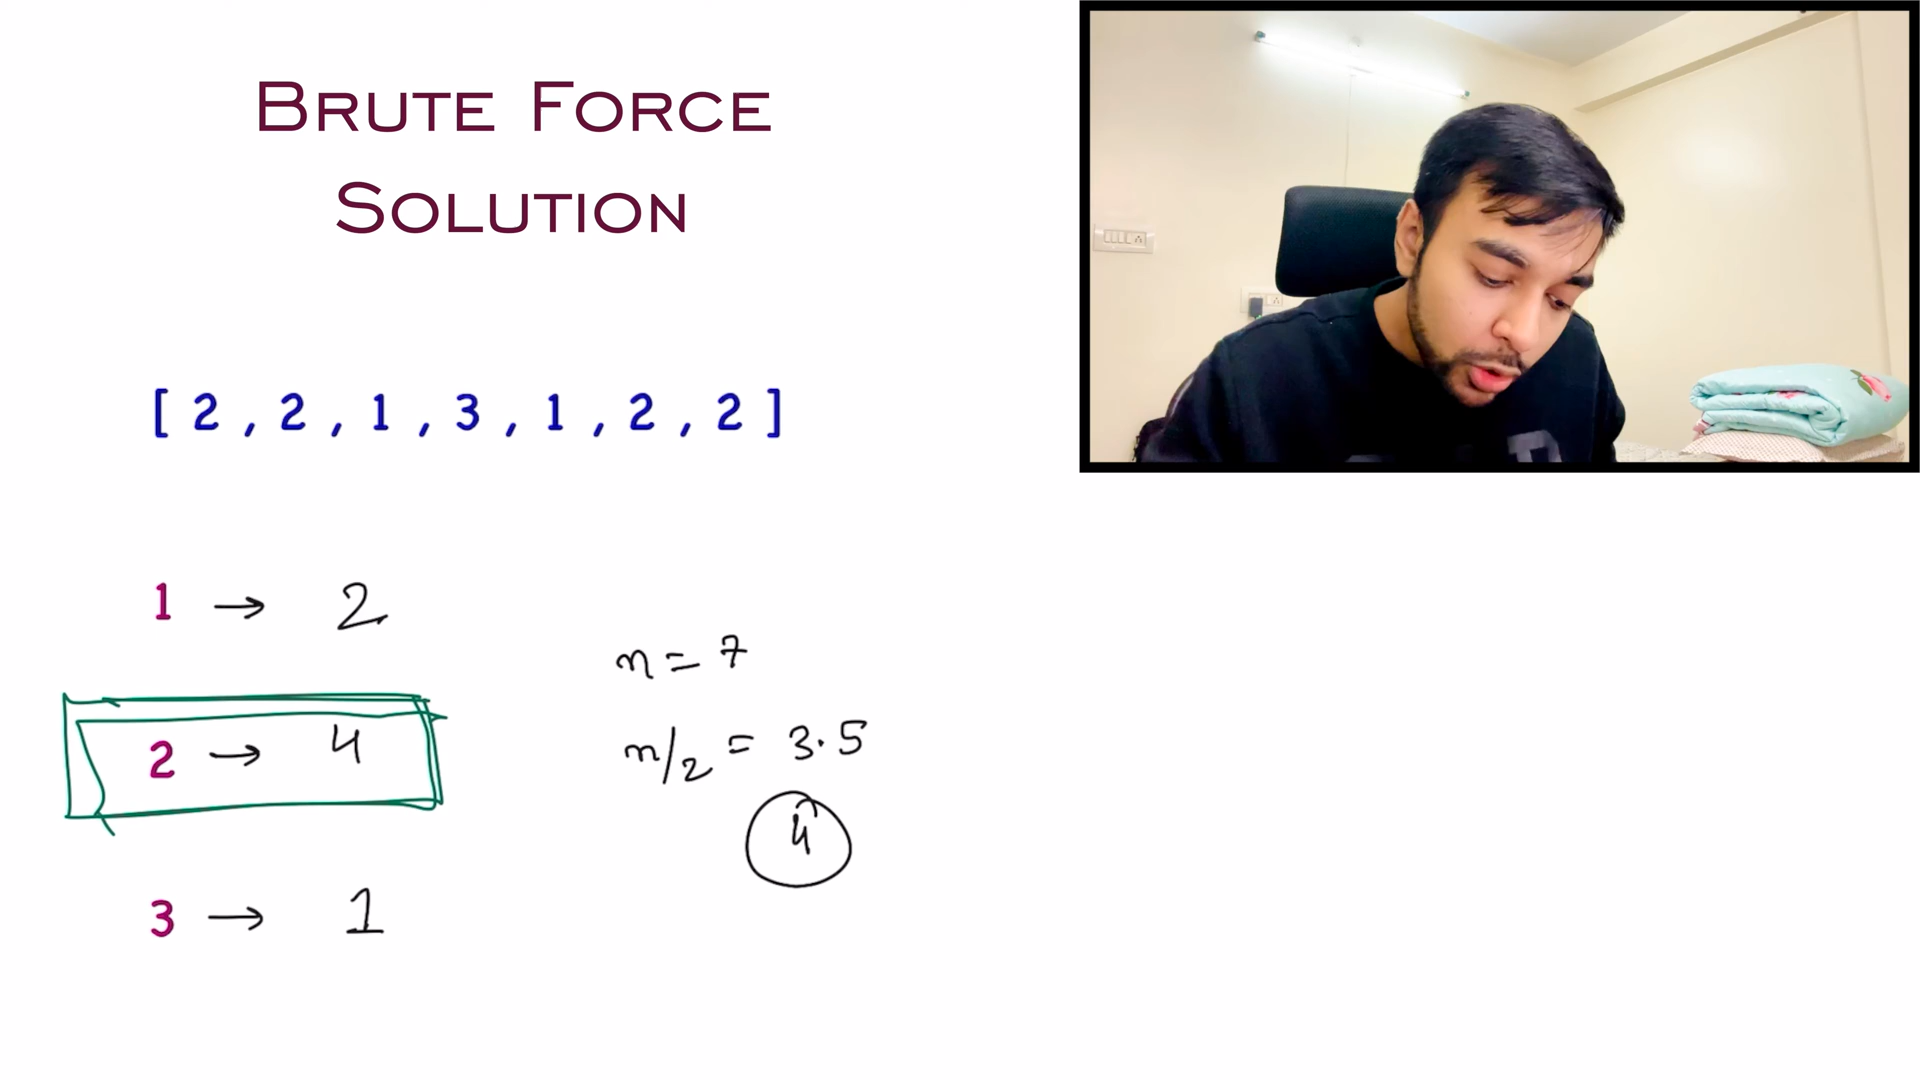 BRUTE FORCE
SOLUTION
[ 2 , 2 , 1 , 3 , 1 , 2 , 2 ]
1 → 2
2 → 4
3 → 1
n = 7
n/2 = 3.5
4